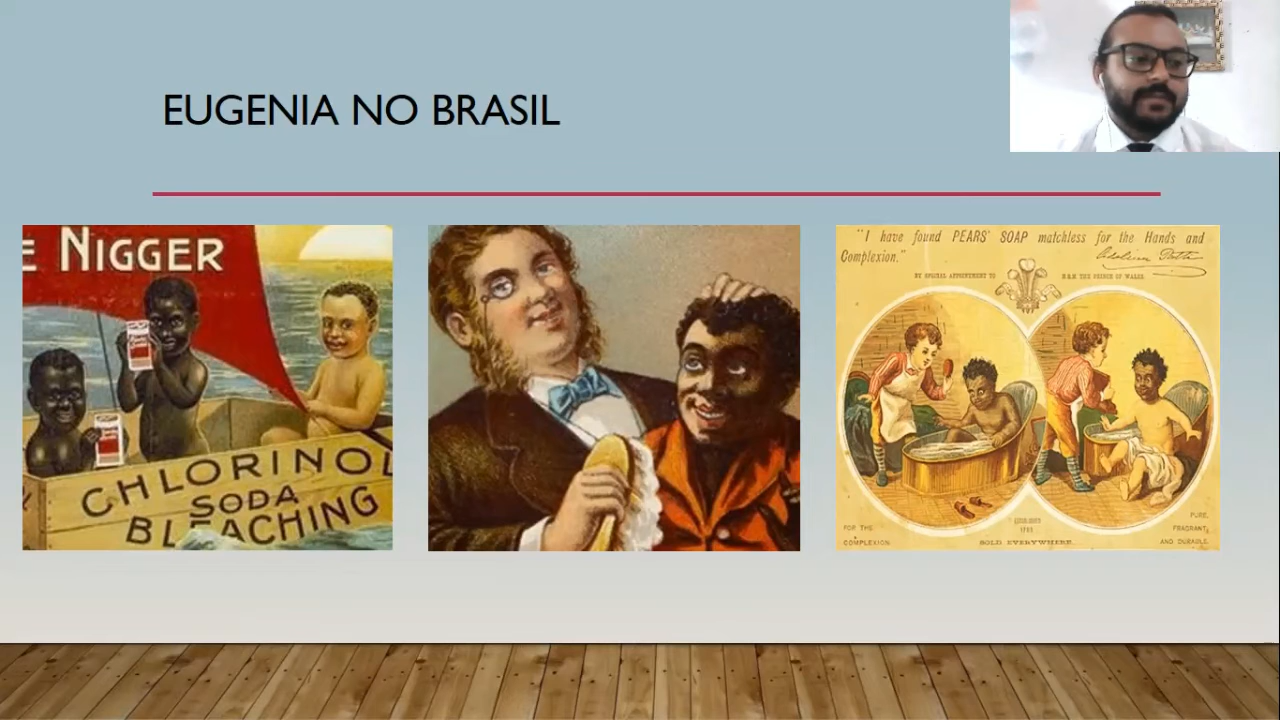 EUGENIA NO BRASIL
E NIGGER
CHLORINOL
SODA
BLEACHING
"I have found PEARS' SOAP matchless for the Hands and
Complexion."
BY SPECIAL APPOINTMENT TO H.R.H. THE PRINCE OF WALES
FOR THE
COMPLEXION
SOLD EVERYWHERE.
PURE,
FRAGRANT,
AND DURABLE.